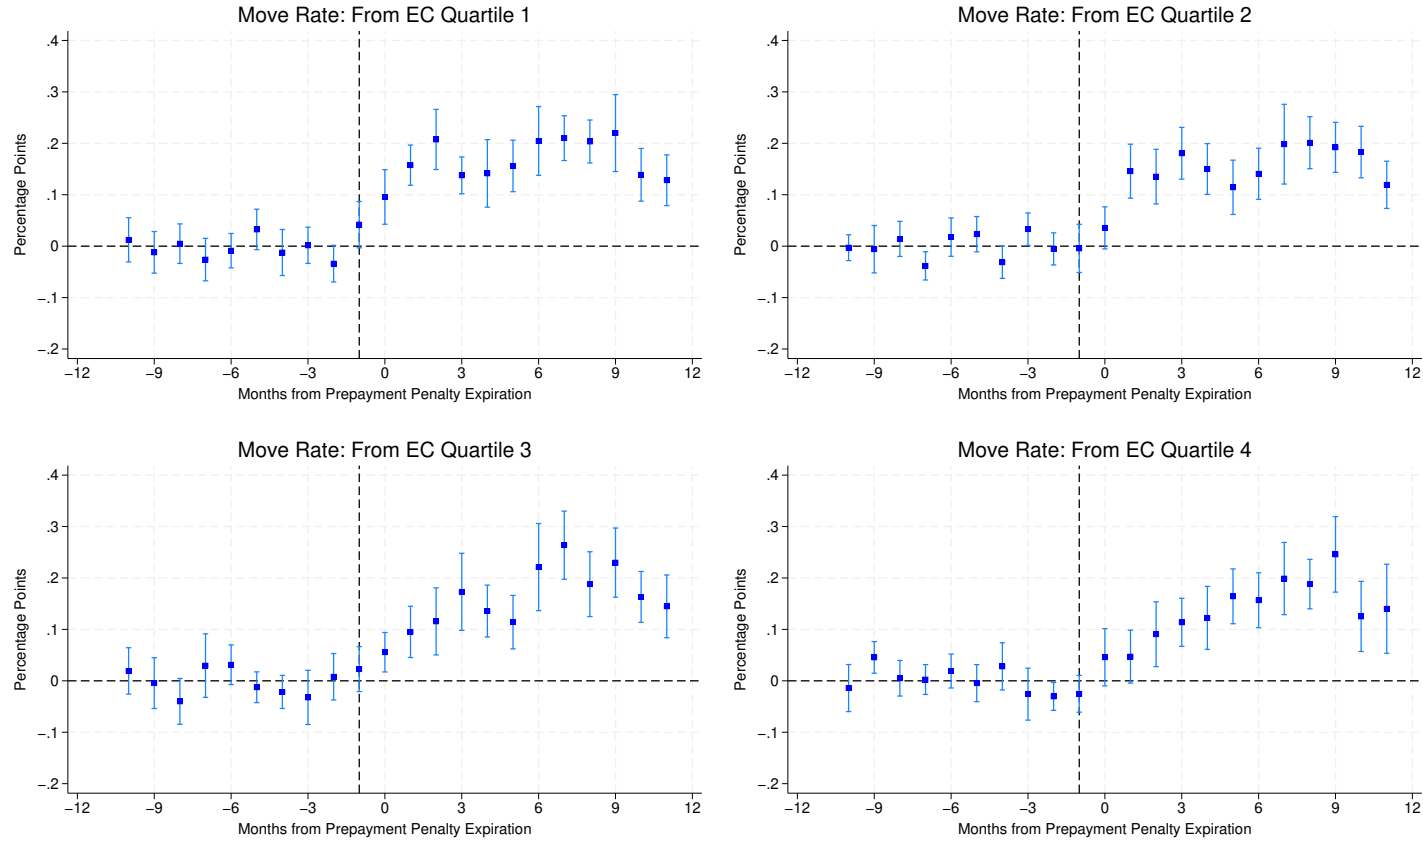 Move Rate: From EC Quartile 1
Percentage Points
.4
.3
.2
.1
0
−.1
−.2
−12 −9 −6 −3 0 3 6 9 12
Months from Prepayment Penalty Expiration
Move Rate: From EC Quartile 2
Percentage Points
.4
.3
.2
.1
0
−.1
−.2
−12 −9 −6 −3 0 3 6 9 12
Months from Prepayment Penalty Expiration
Move Rate: From EC Quartile 3
Percentage Points
.4
.3
.2
.1
0
−.1
−.2
−12 −9 −6 −3 0 3 6 9 12
Months from Prepayment Penalty Expiration
Move Rate: From EC Quartile 4
Percentage Points
.4
.3
.2
.1
0
−.1
−.2
−12 −9 −6 −3 0 3 6 9 12
Months from Prepayment Penalty Expiration